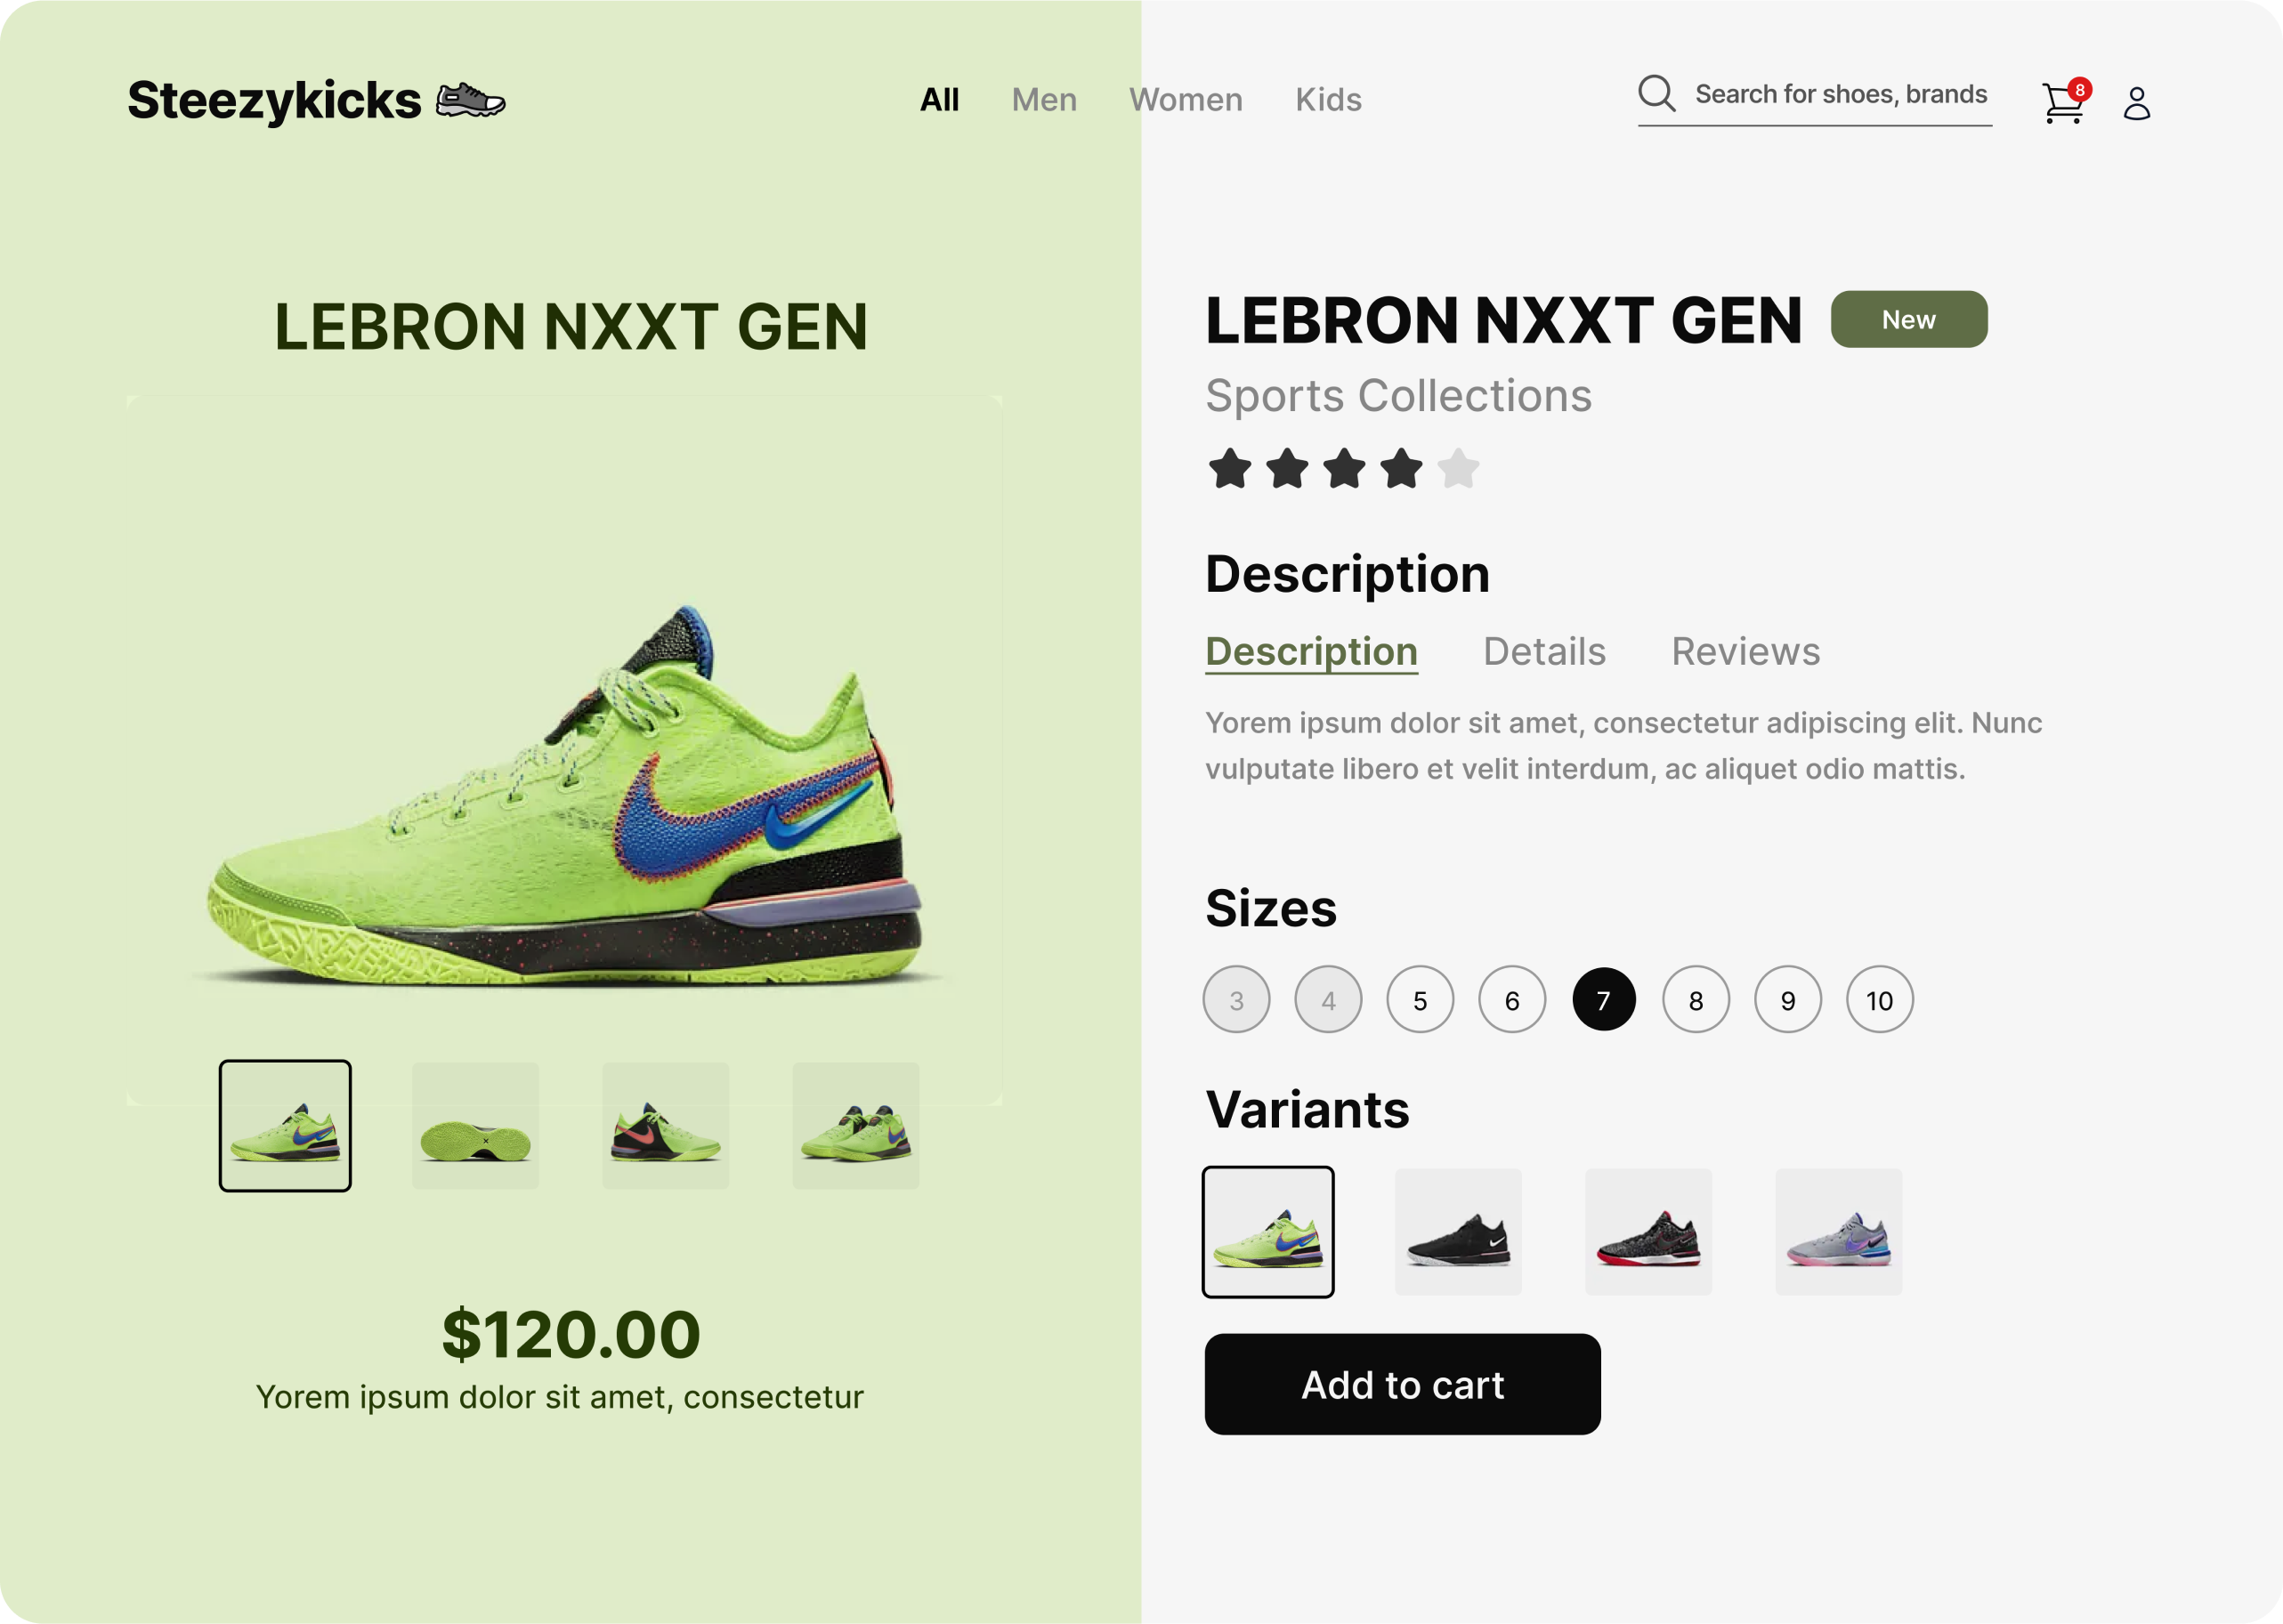 Steezykicks
All Men Women Kids
Search for shoes, brands
8
LEBRON NXXT GEN
$120.00
Yorem ipsum dolor sit amet, consectetur
LEBRON NXXT GEN New
Sports Collections
Description
Description Details Reviews
Yorem ipsum dolor sit amet, consectetur adipiscing elit. Nunc
vulputate libero et velit interdum, ac aliquet odio mattis.
Sizes
3 4 5 6 7 8 9 10
Variants
Add to cart